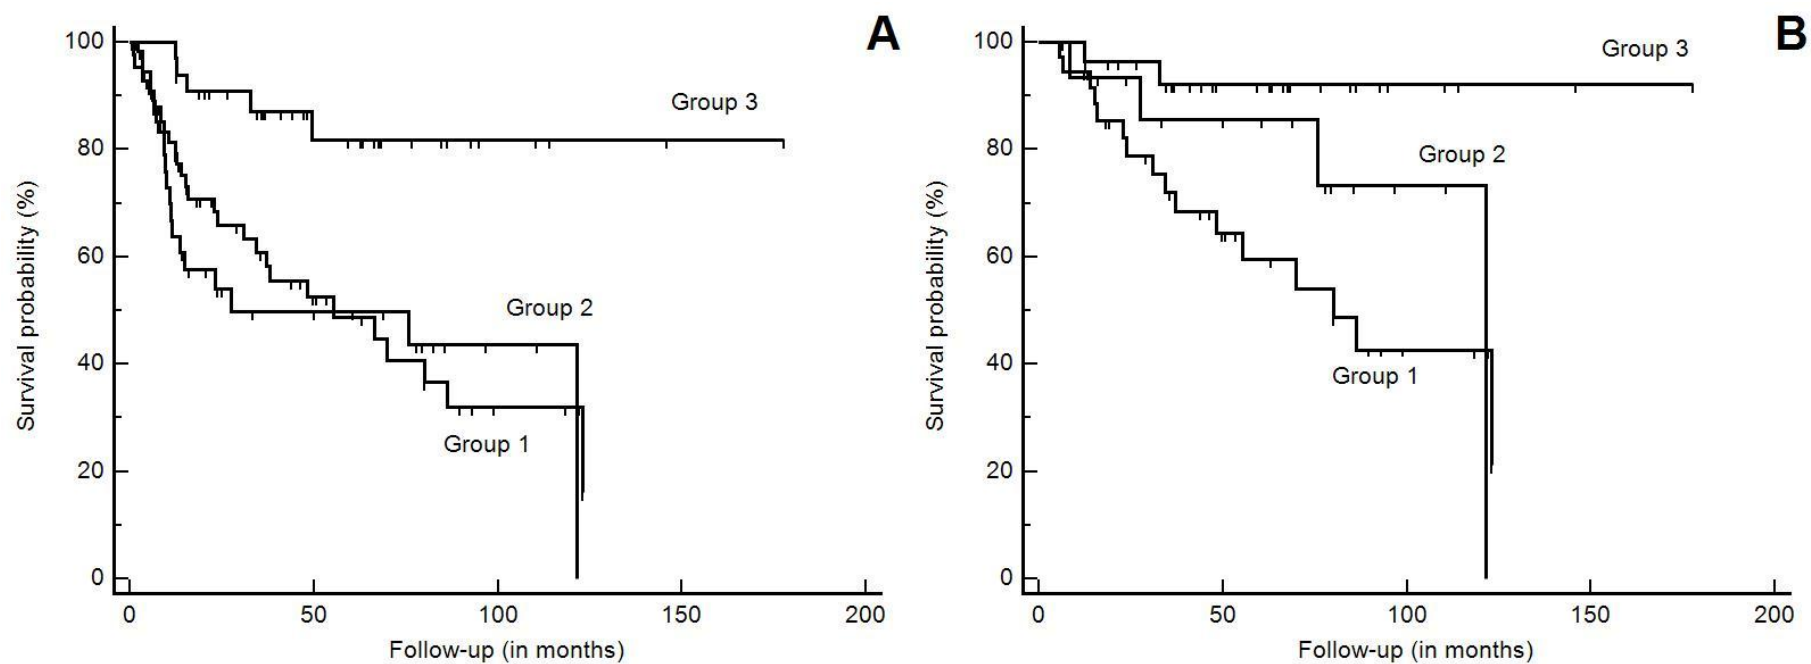 A
100
80
60
40
20
0
Survival probability (%)
Group 3
Group 2
Group 1
0 50 100 150 200
Follow-up (in months)
B
100
80
60
40
20
0
Survival probability (%)
Group 3
Group 2
Group 1
0 50 100 150 200
Follow-up (in months)